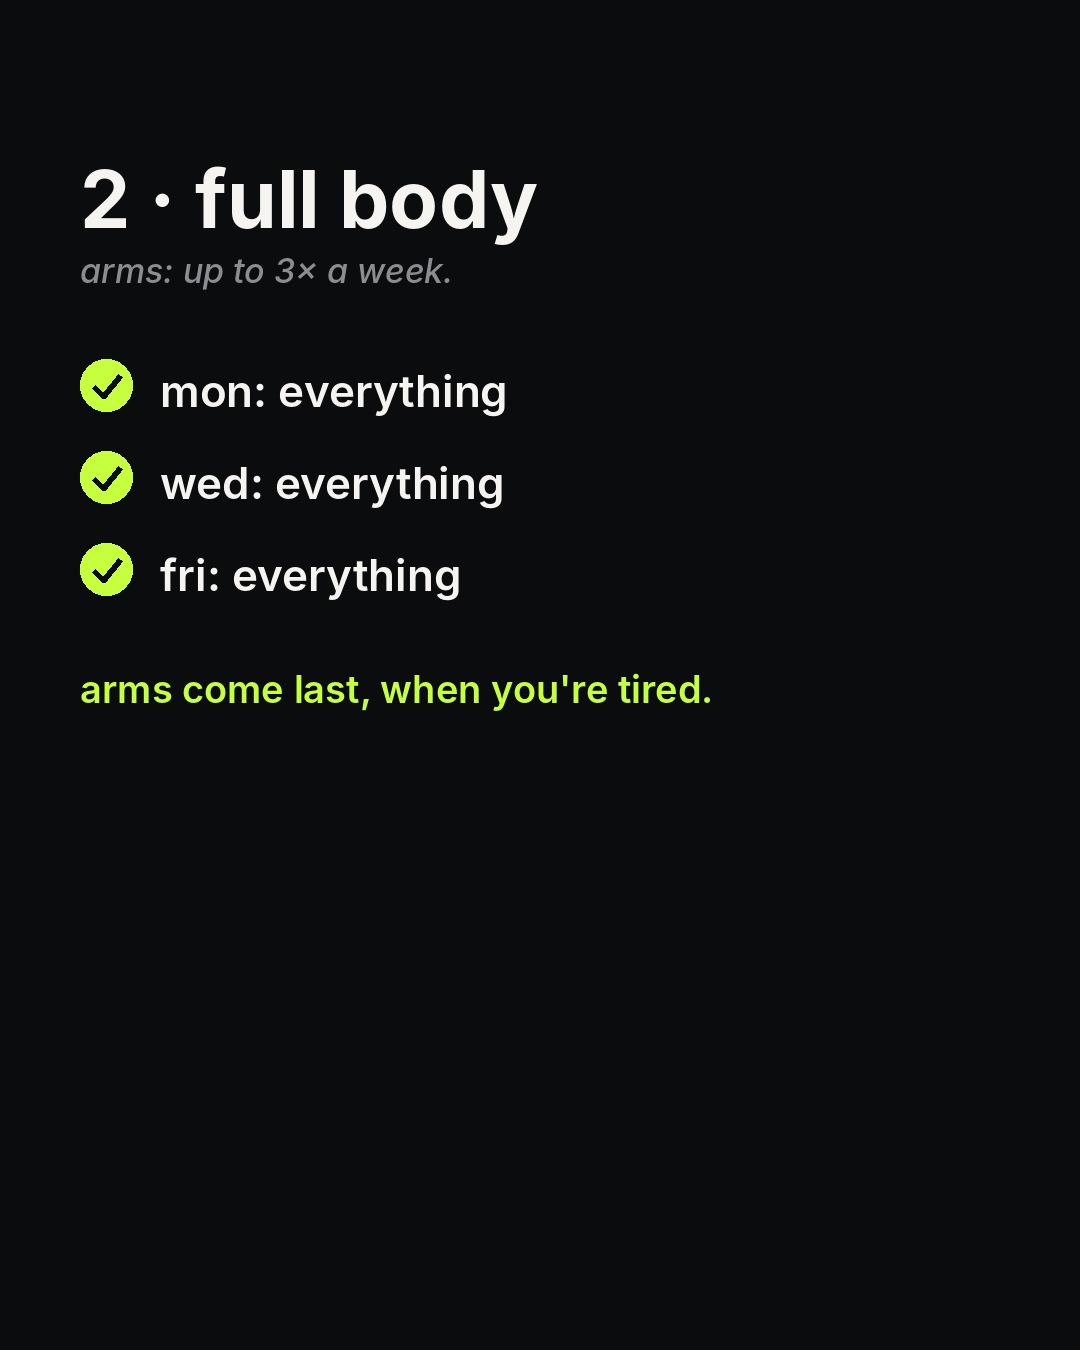 2 · full body
arms: up to 3× a week.
mon: everything
wed: everything
fri: everything
arms come last, when you're tired.